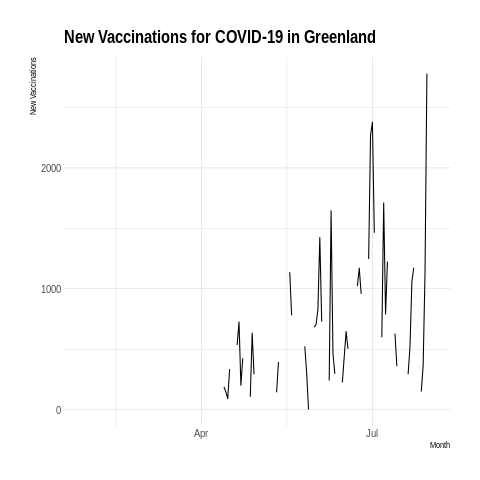 New Vaccinations for COVID-19 in Greenland
New Vaccinations
2000
1000
0
Apr
Jul
Month